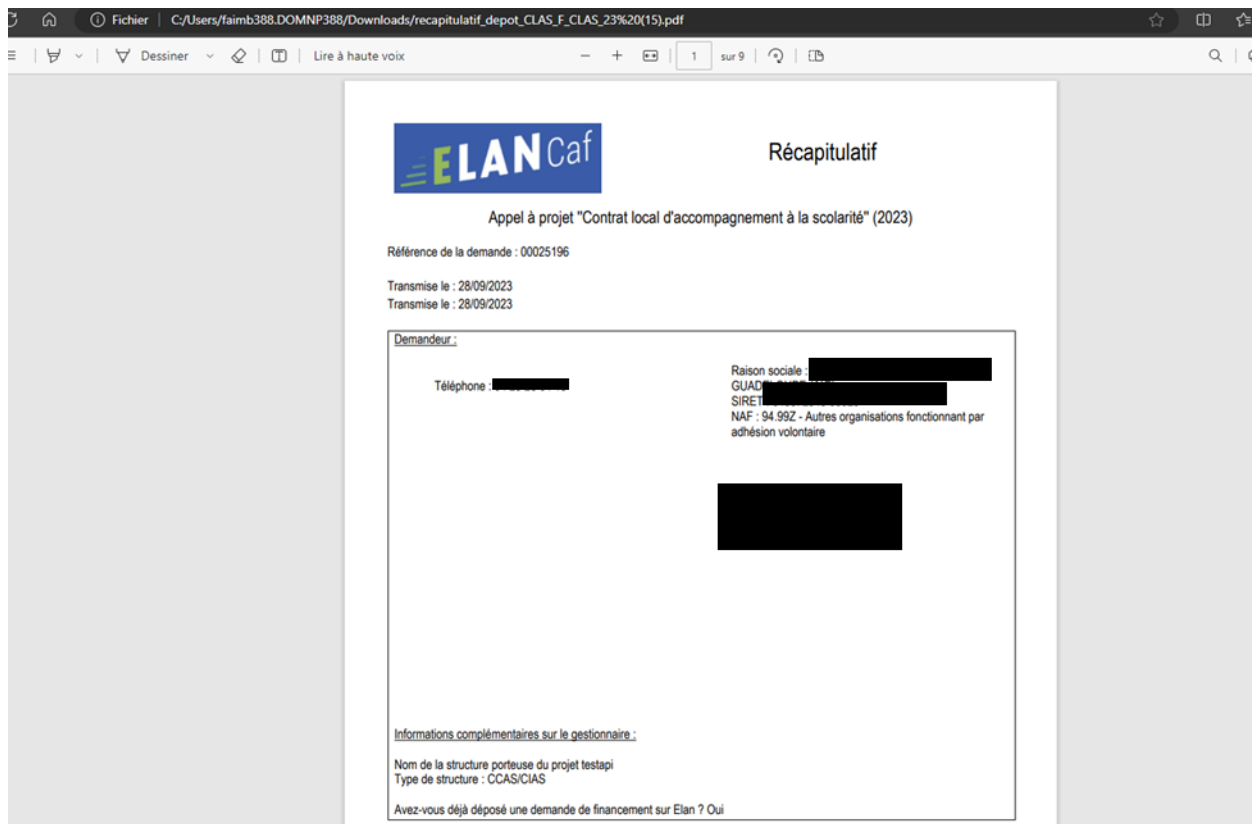 Fichier C:/Users/faimb388.DOMNP388/Downloads/recapitulatif_depot_CLAS_F_CLAS_23%20(15).pdf
Dessiner Lire à haute voix 1 sur 9
ELAN Caf
Récapitulatif
Appel à projet "Contrat local d'accompagnement à la scolarité" (2023)
Référence de la demande : 00025196
Transmise le : 28/09/2023
Transmise le : 28/09/2023
Demandeur :
Téléphone :
Raison sociale :
SIRET
NAF : 94.99Z - Autres organisations fonctionnant par
adhésion volontaire
Informations complémentaires sur le gestionnaire :
Nom de la structure porteuse du projet testapi
Type de structure : CCAS/CIAS
Avez-vous déjà déposé une demande de financement sur Elan ? Oui